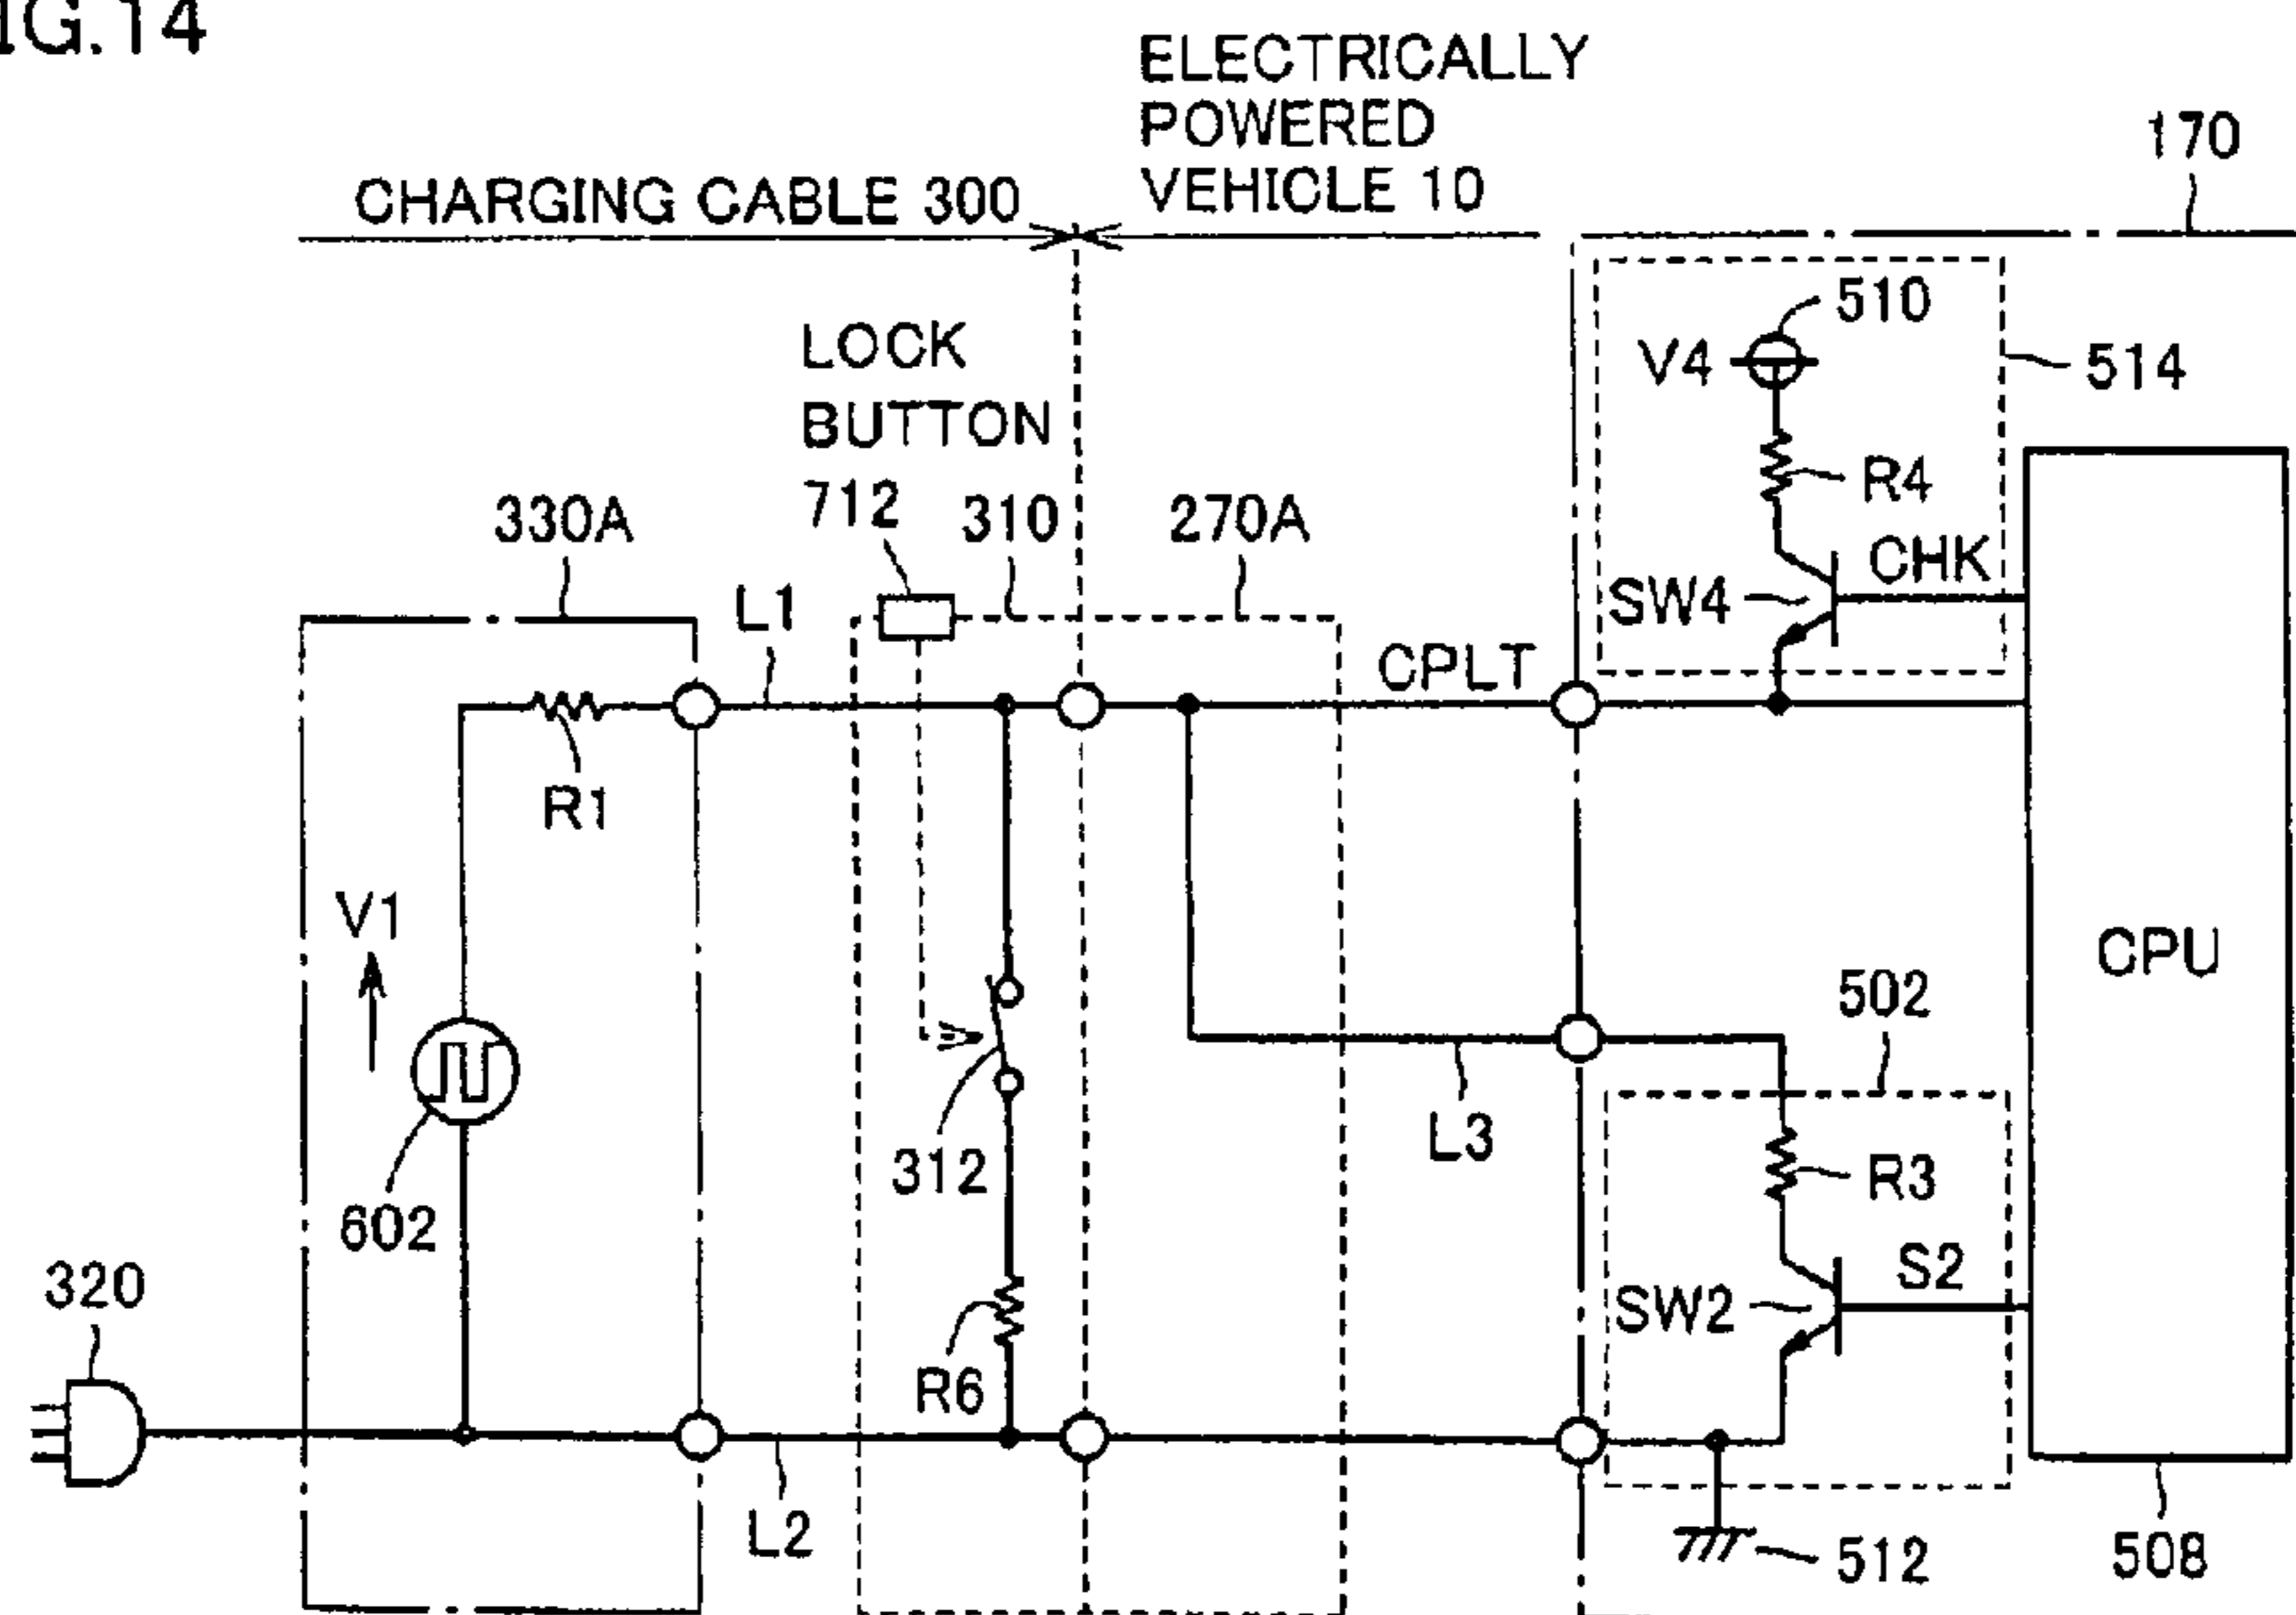 IG.14
ELECTRICALLY
POWERED
VEHICLE 10
CHARGING CABLE 300
170
510
V4
514
LOCK
BUTTON
712
310
270A
330A
R4
CHK
SW4
L1
CPLT
R1
V1
CPU
502
L3
312
R3
602
S2
SW2
320
R6
L2
512
508